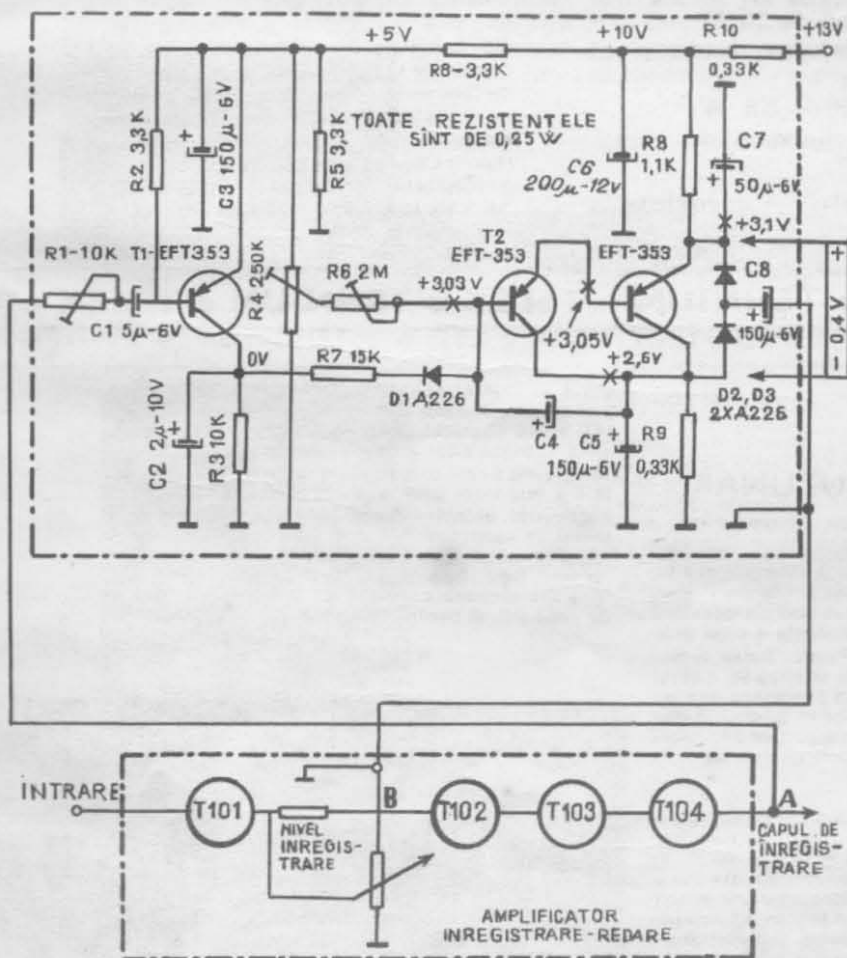 +5V
+10V
R10
+13V
R8-3,3K
0,33K
TOATE REZISTENTELE
SÎNT DE 0,25W
R2 3,3K
C3 150µ-6V
R5 3,3K
C6
200µ-12V
R8
1,1K
C7
50µ-6V
+3,1V
R1-10K
T1-EFT353
R4 250K
R6 2M
+3,03V
T2
EFT-353
EFT-353
C8
150µ-6V
+
0,4V
-
C1 5µ-6V
+3,05V
0V
R7 15K
+2,6V
D1A226
D2, D3
2XA226
C2 2µ-10V
R3 10K
C4
C5
150µ-6V
R9
0,33K
INTRARE
T101
NIVEL
INREGIS-
TRARE
B
T102
T103
T104
A
CAPUL DE
ÎNREGIS-
TRARE
AMPLIFICATOR
INREGISTRARE-REDARE